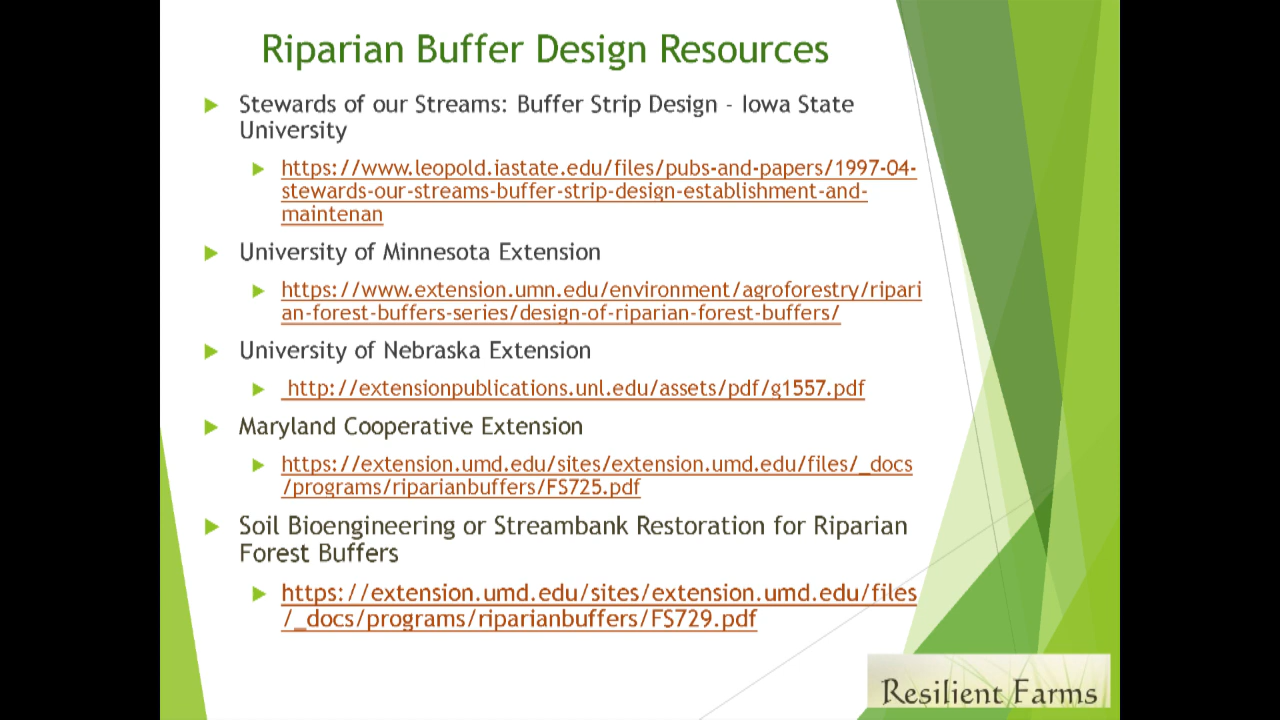 Riparian Buffer Design Resources
Stewards of our Streams: Buffer Strip Design - Iowa State
University
https://www.leopold.iastate.edu/files/pubs-and-papers/1997-04-
stewards-our-streams-buffer-strip-design-establishment-and-
maintenan
University of Minnesota Extension
https://www.extension.umn.edu/environment/agroforestry/ripari
an-forest-buffers-series/design-of-riparian-forest-buffers/
University of Nebraska Extension
http://extensionpublications.unl.edu/assets/pdf/g1557.pdf
Maryland Cooperative Extension
https://extension.umd.edu/sites/extension.umd.edu/files/_docs
/programs/riparianbuffers/FS725.pdf
Soil Bioengineering or Streambank Restoration for Riparian
Forest Buffers
https://extension.umd.edu/sites/extension.umd.edu/files
/_docs/programs/riparianbuffers/FS729.pdf
Resilient Farms